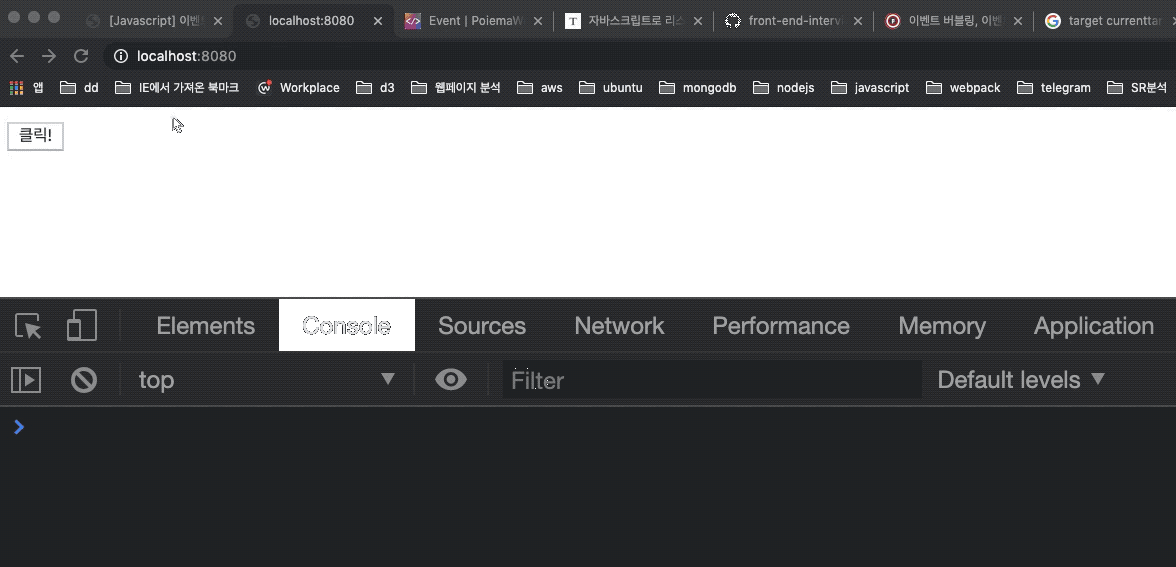 [Javascript] 이벤
localhost:8080
Event | PoiemaW
자바스크립트로 리스
front-end-intervi
이벤트 버블링, 이벤
target currenttar
localhost:8080
앱 dd IE에서 가져온 북마크 Workplace d3 웹페이지 분석 aws ubuntu mongodb nodejs javascript webpack telegram SR분석
클릭!
Elements Console Sources Network Performance Memory Application
top Filter Default levels